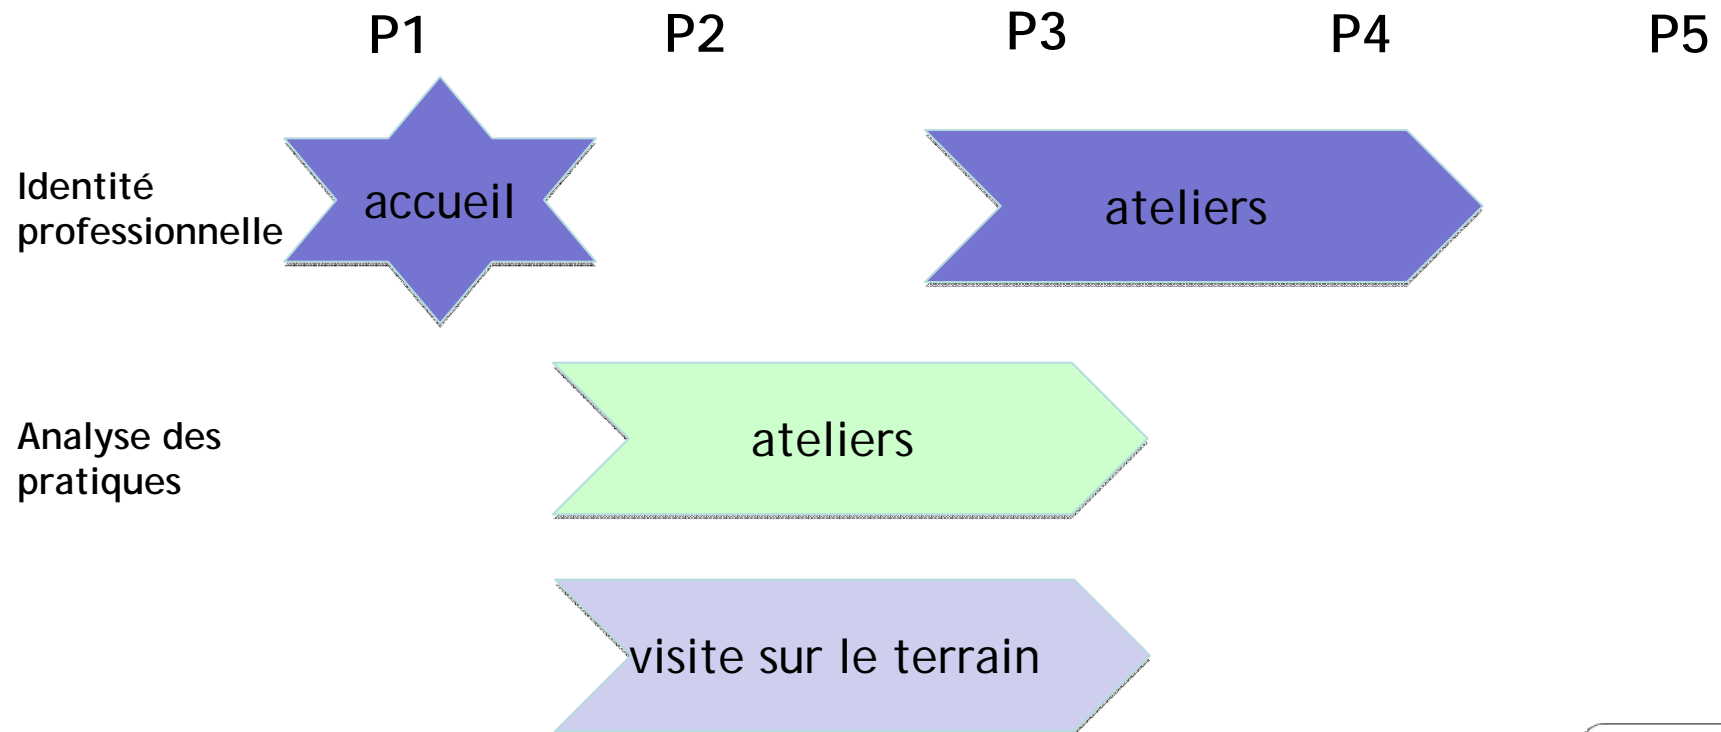 P1 P2 P3 P4 P5
Identité
professionnelle
accueil
ateliers
Analyse des
pratiques
ateliers
visite sur le terrain